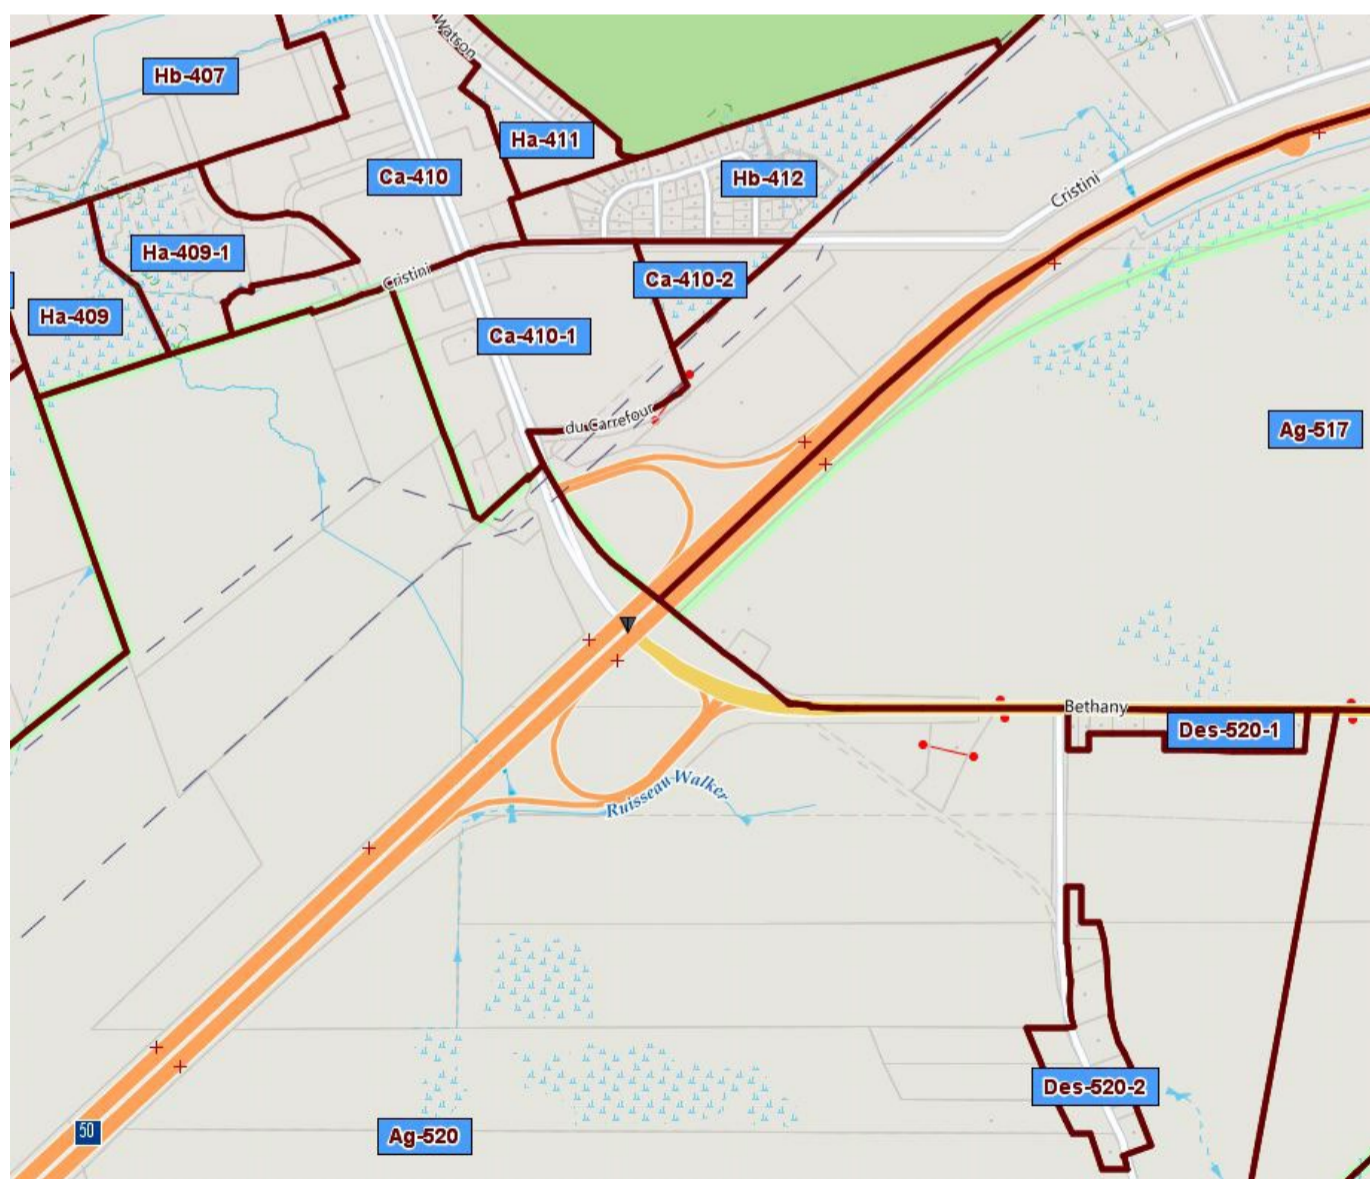 Watson
Hb-407
Ha-411
Ca-410
Hb-412
Cristini
Ha-409-1
Cristini
Ca-410-2
Ha-409
Ca-410-1
du Carrefour
Ag-517
Bethany
Des-520-1
Ruisseau Walker
Des-520-2
50
Ag-520